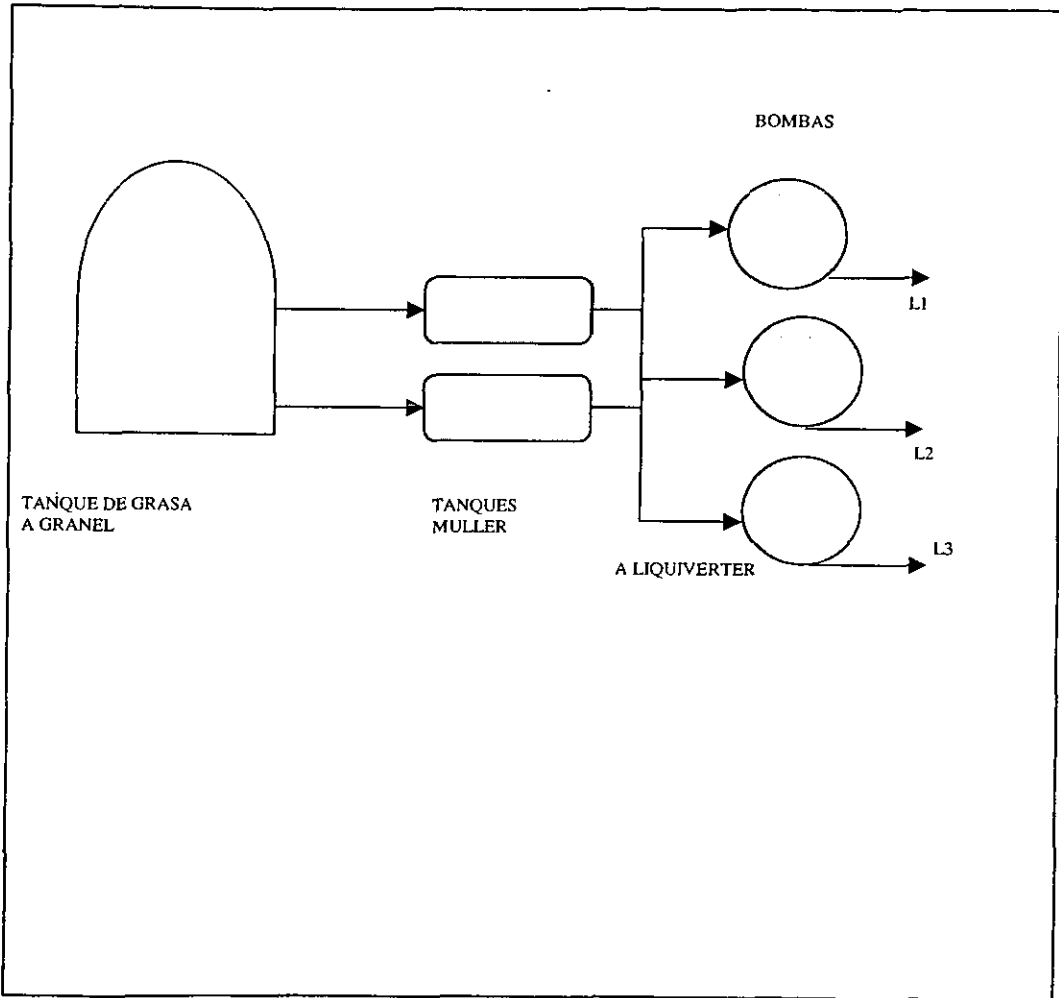 BOMBAS
L1
L2
TANQUE DE GRASA
A GRANEL
TANQUES
MULLER
A LIQUIVERTER
L3